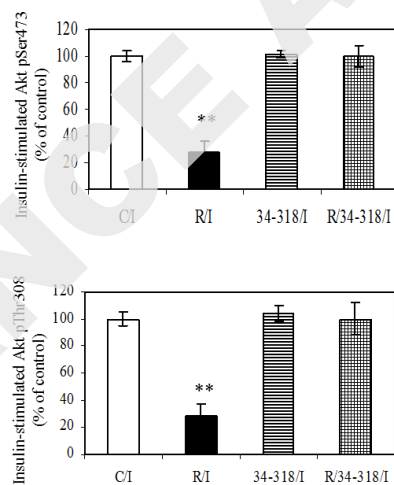 120
100
80
60
40
20
0
Insulin-stimulated Akt pSer473
(% of control)
**
C/I R/I 34-318/I R/34-318/I
120
100
80
60
40
20
0
Insulin-stimulated Akt pThr308
(% of control)
**
C/I R/I 34-318/I R/34-318/I